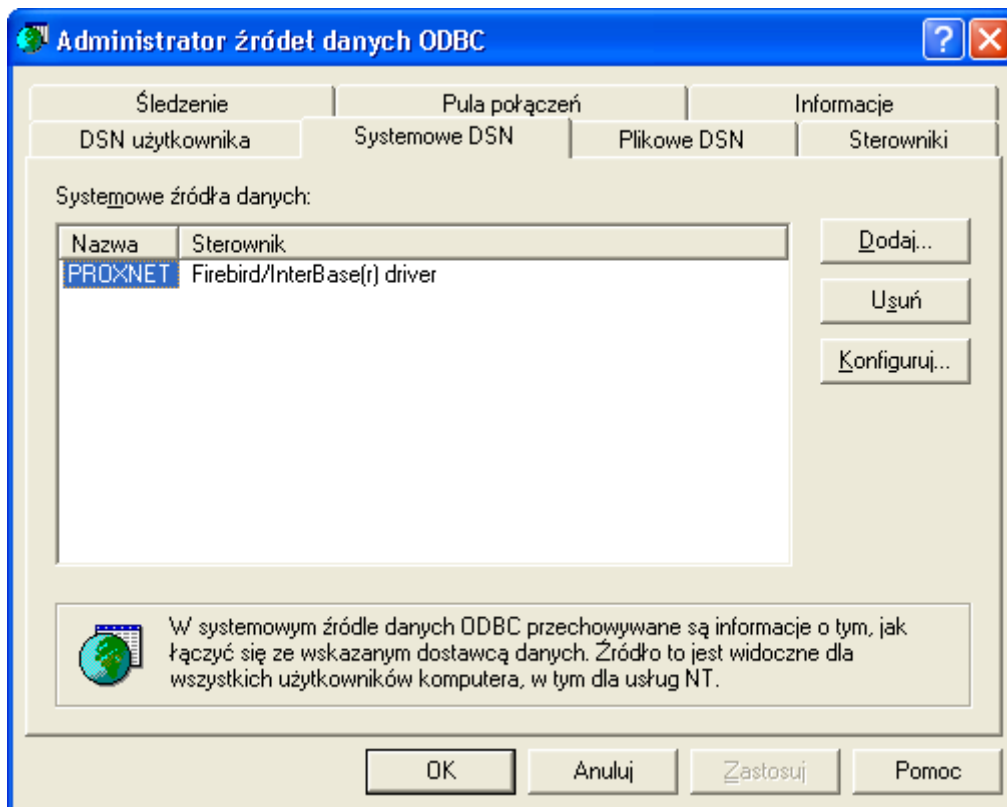 Administrator źródeł danych ODBC
Śledzenie
Pula połączeń
Informacje
DSN użytkownika
Systemowe DSN
Plikowe DSN
Sterowniki
Systemowe źródła danych:
Nazwa
Sterownik
PROXNET
Firebird/InterBase(r) driver
Dodaj...
Usuń
Konfiguruj...
W systemowym źródle danych ODBC przechowywane są informacje o tym, jak
łączyć się ze wskazanym dostawcą danych. Źródło to jest widoczne dla
wszystkich użytkowników komputera, w tym dla usług NT.
OK
Anuluj
Zastosuj
Pomoc